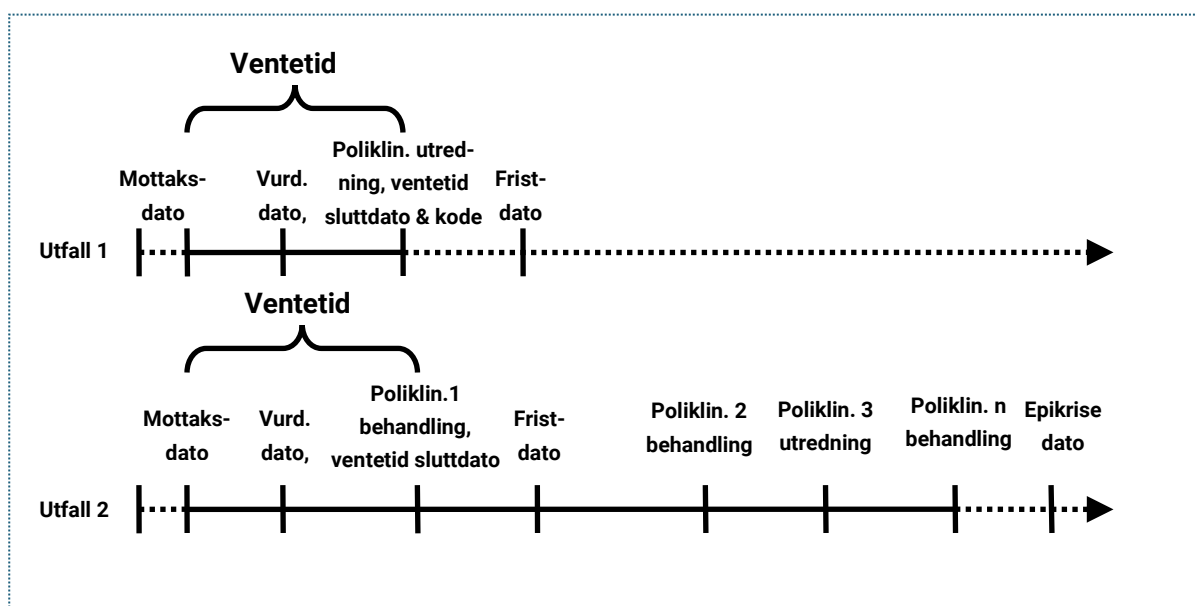 Ventetid
Mottaks-
dato
Vurd.
dato,
Poliklin. utred-
ning, ventetid
sluttdato & kode
Frist-
dato
Utfall 1
Ventetid
Mottaks-
dato
Vurd.
dato,
Poliklin.1
behandling,
ventetid sluttdato
Frist-
dato
Poliklin. 2
behandling
Poliklin. 3
utredning
Poliklin. n
behandling
Epikrise
dato
Utfall 2